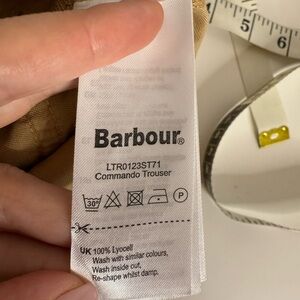 4 5 6
Barbour®
LTR0123ST71
Commando Trouser
30° P
UK 100% Lyocell
Wash with similar colours,
Wash inside out,
Re-shape whilst damp.